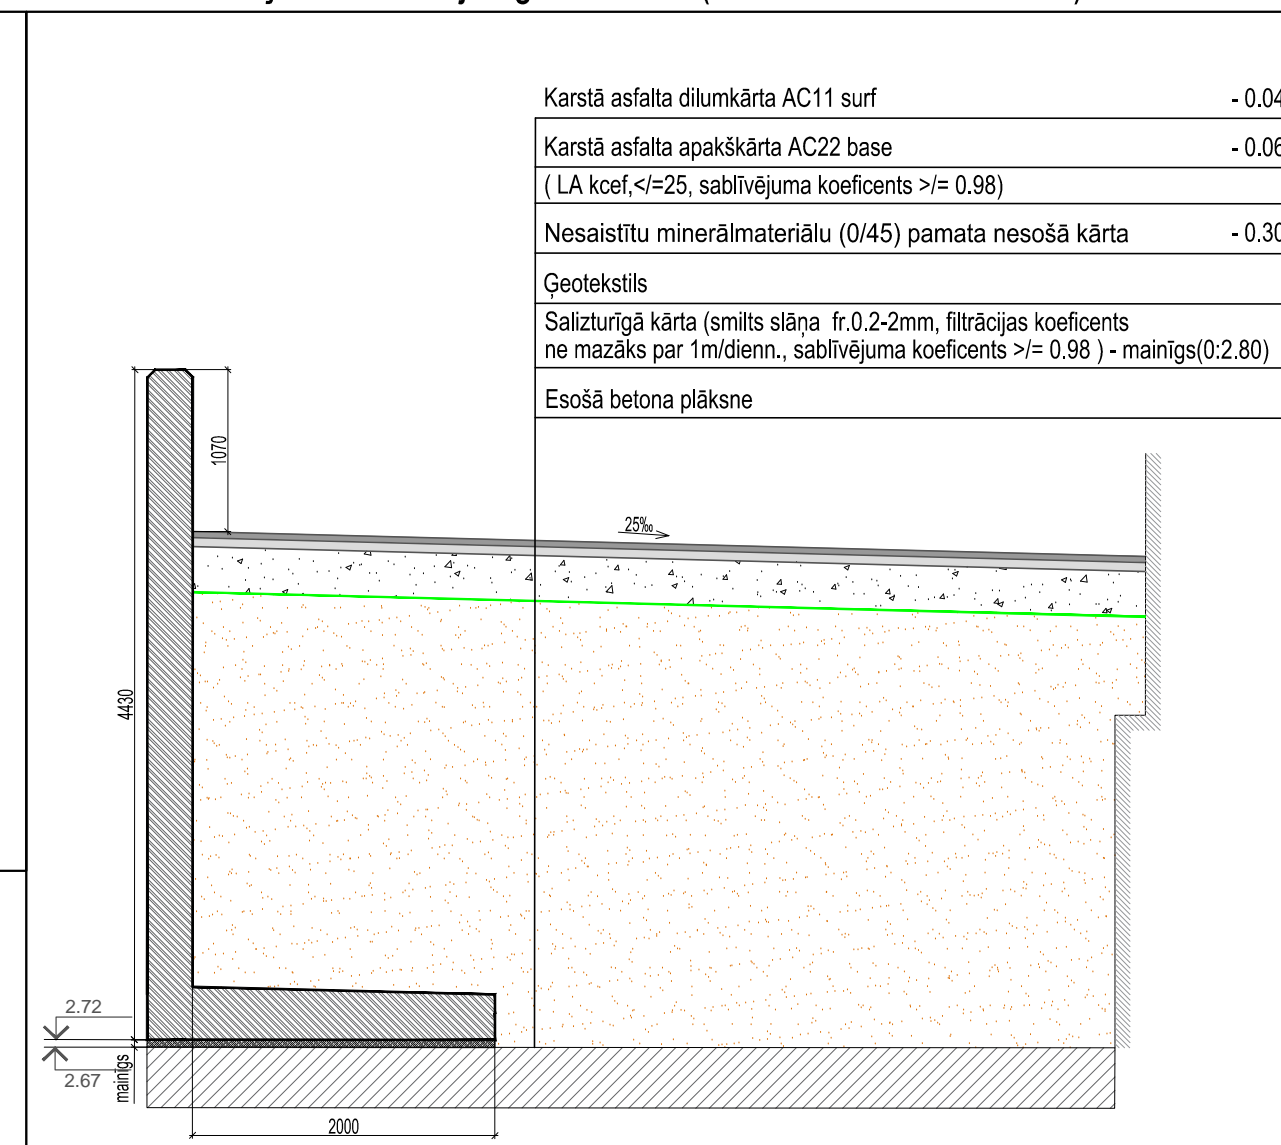 Karstā asfalta dilumkārta AC11 surf - 0.04
Karstā asfalta apakškārta AC22 base - 0.06
( LA kcef,</=25, sablīvējuma koeficents >/= 0.98)
Nesaistītu minerālmateriālu (0/45) pamata nesošā kārta - 0.30
Ģeotekstils
Salizturīgā kārta (smilts slāņa fr.0.2-2mm, filtrācijas koeficents
ne mazāks par 1m/dienn., sablīvējuma koeficents >/= 0.98 ) - mainīgs(0:2.80)
Esošā betona plāksne
1070
25‰
4430
2.72
2.67
mainīgs
2000